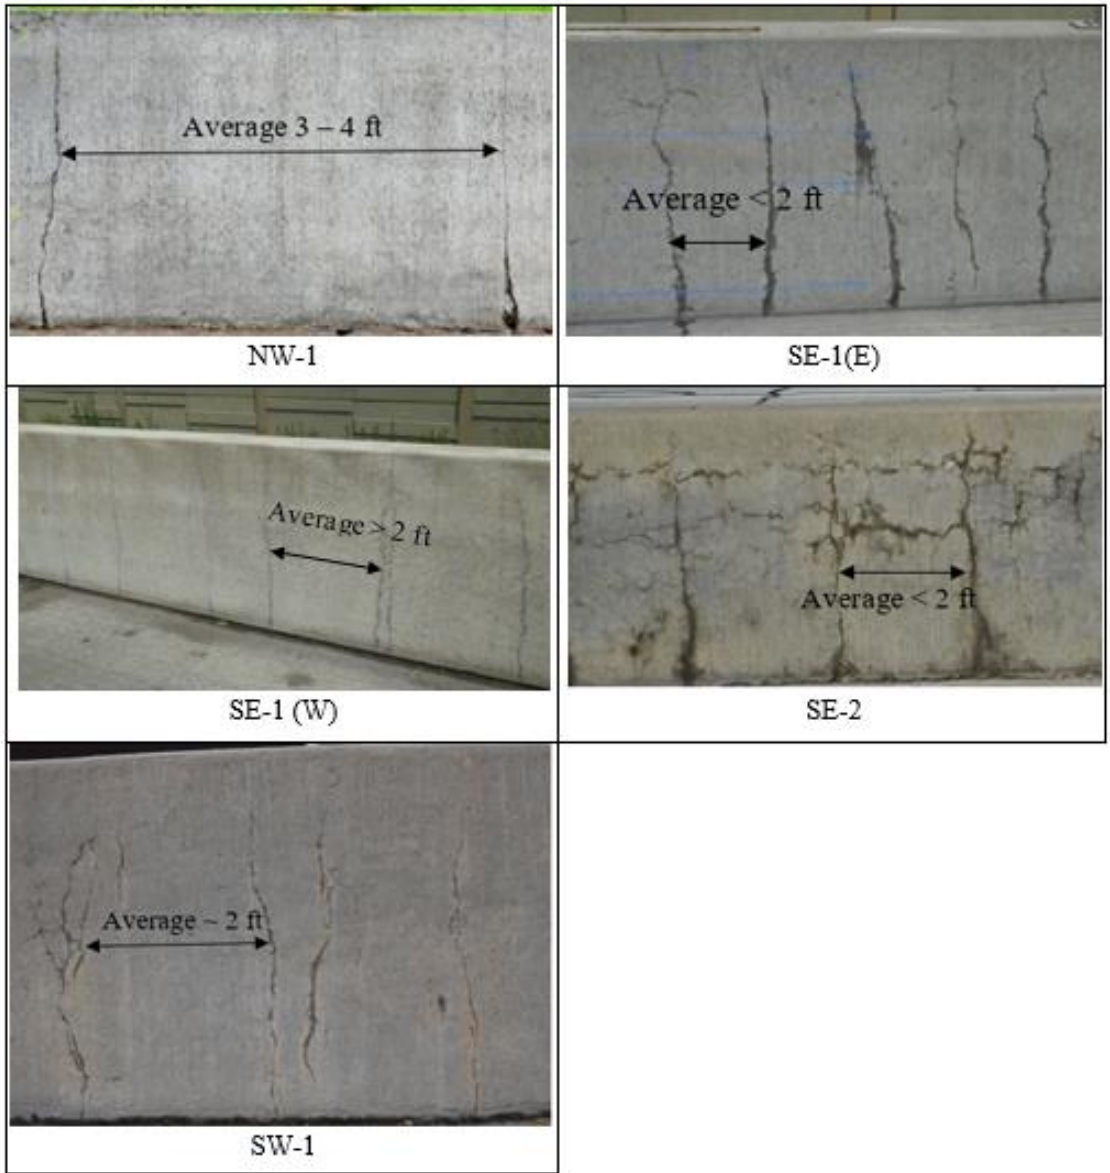 Average 3 – 4 ft
NW-1
Average < 2 ft
SE-1(E)
Average > 2 ft
SE-1 (W)
Average < 2 ft
SE-2
Average ~ 2 ft
SW-1